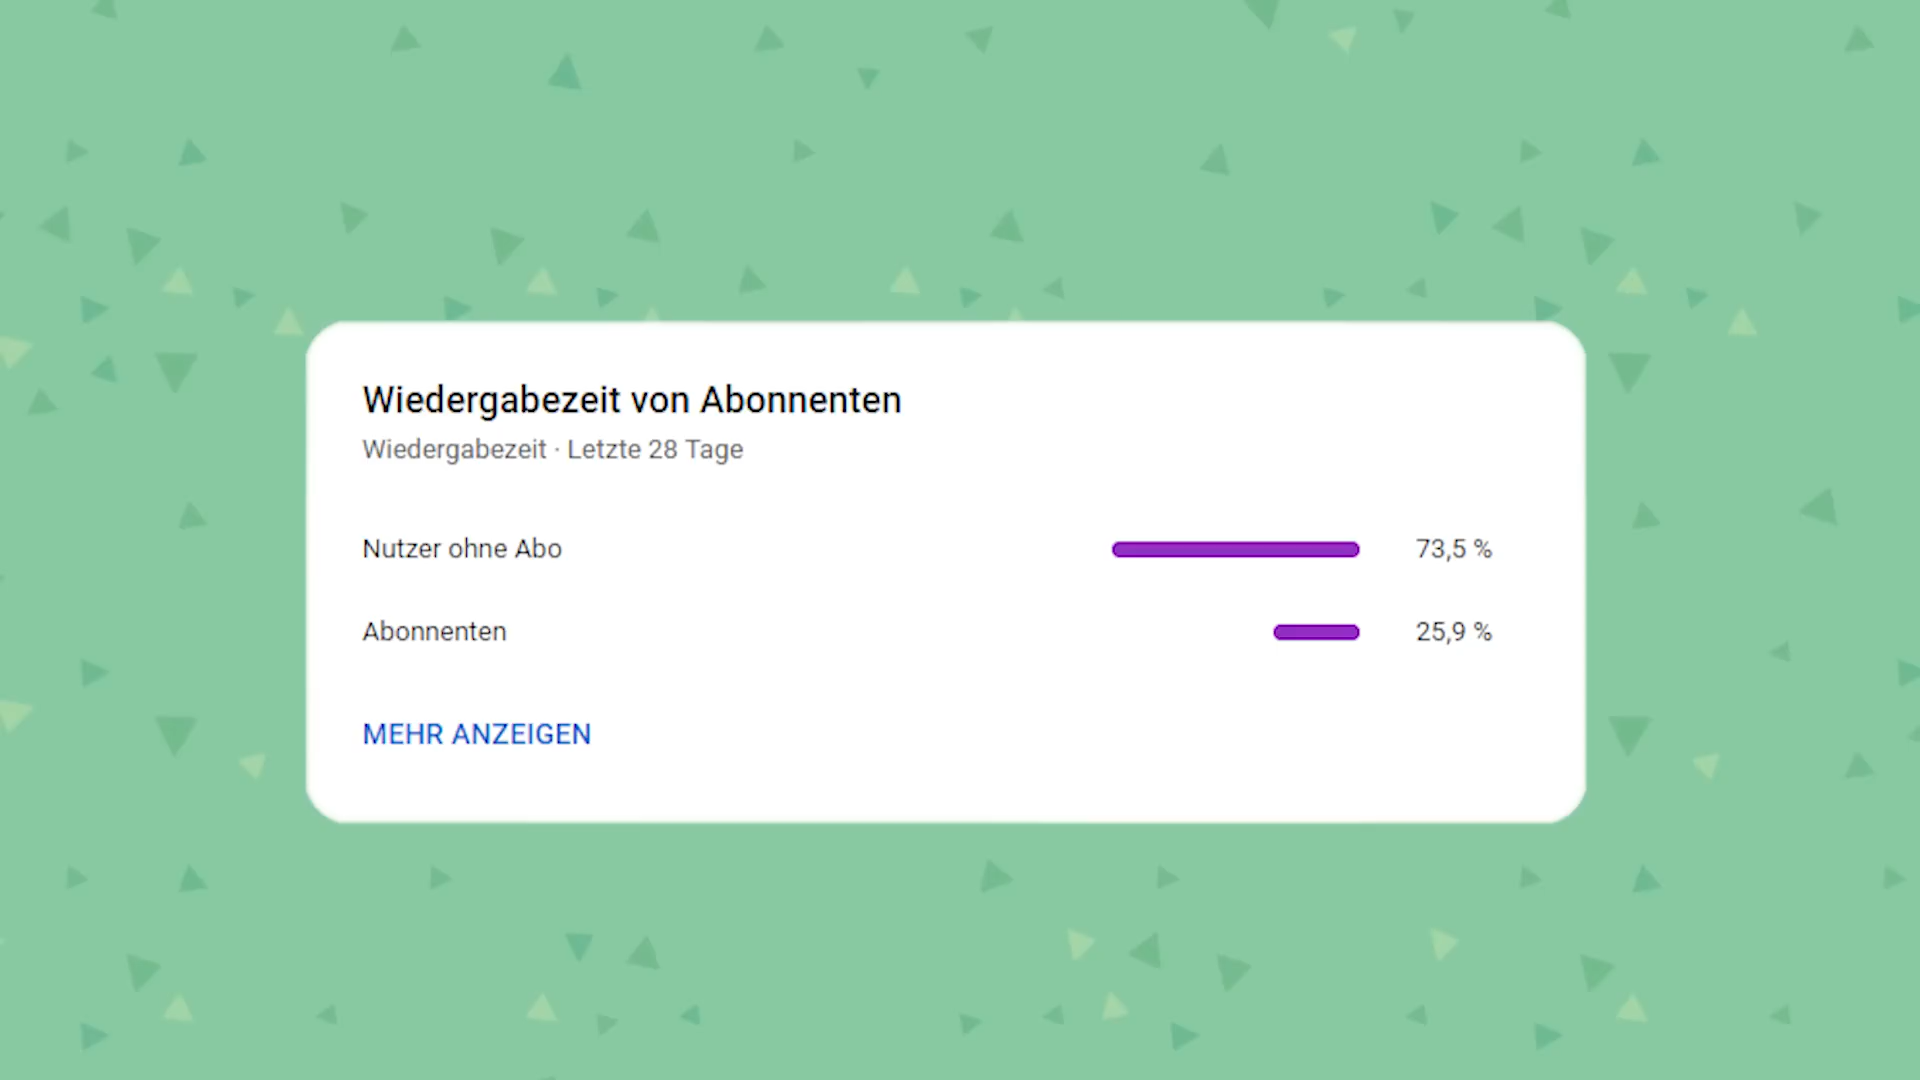 Wiedergabezeit von Abonnenten
Wiedergabezeit · Letzte 28 Tage
Nutzer ohne Abo 73,5 %
Abonnenten 25,9 %
MEHR ANZEIGEN